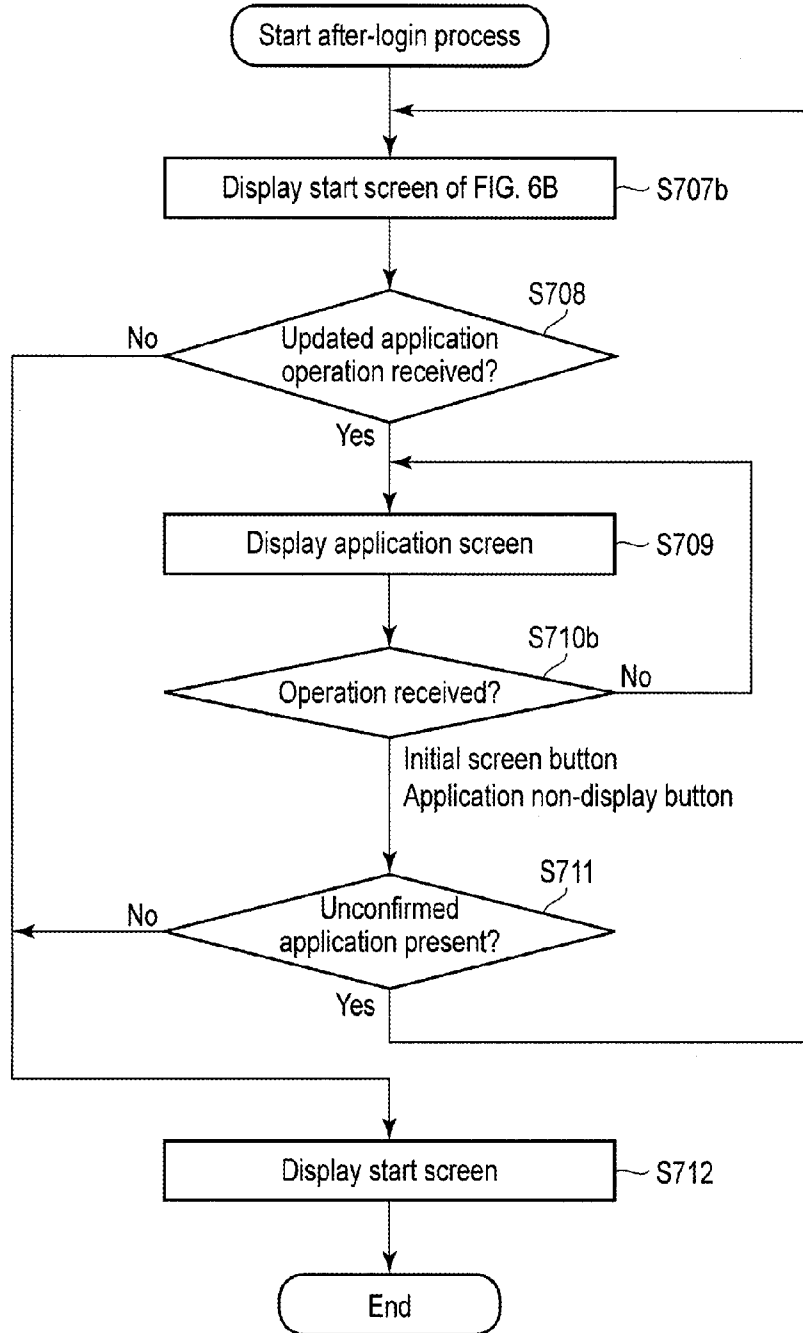 Start after-login process
Display start screen of FIG. 6B
S707b
S708
No
Updated application
operation received?
Yes
Display application screen
S709
S710b
Operation received?
No
Initial screen button
Application non-display button
S711
No
Unconfirmed
application present?
Yes
Display start screen
S712
End